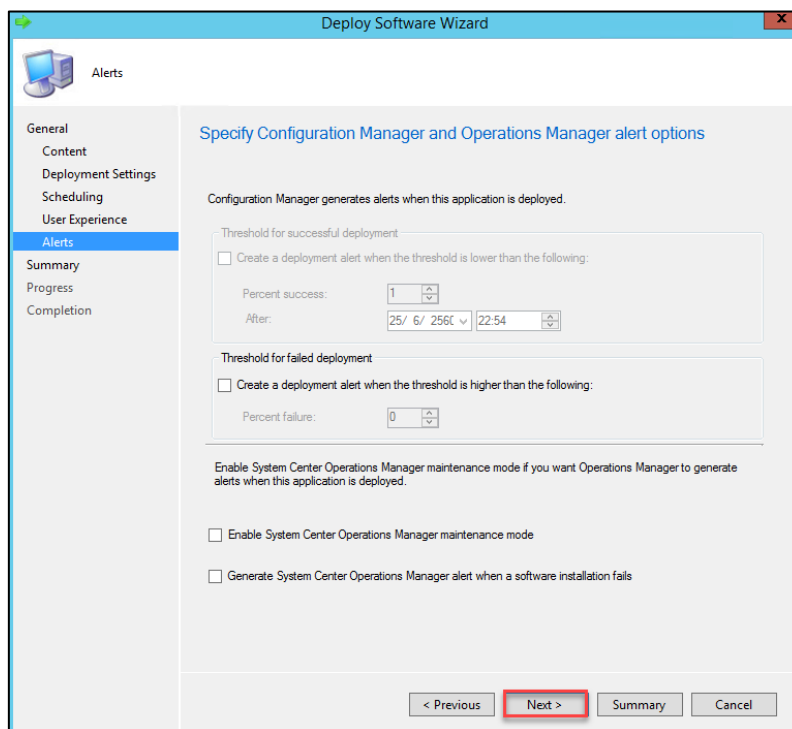 Deploy Software Wizard
x
Alerts
General
Content
Deployment Settings
Scheduling
User Experience
Alerts
Summary
Progress
Completion
Specify Configuration Manager and Operations Manager alert options
Configuration Manager generates alerts when this application is deployed.
Threshold for successful deployment
Create a deployment alert when the threshold is lower than the following:
Percent success: 1
After: 25/ 6/ 256 22:54
Threshold for failed deployment
Create a deployment alert when the threshold is higher than the following:
Percent failure: 0
Enable System Center Operations Manager maintenance mode if you want Operations Manager to generate
alerts when this application is deployed.
Enable System Center Operations Manager maintenance mode
Generate System Center Operations Manager alert when a software installation fails
< Previous Next > Summary Cancel